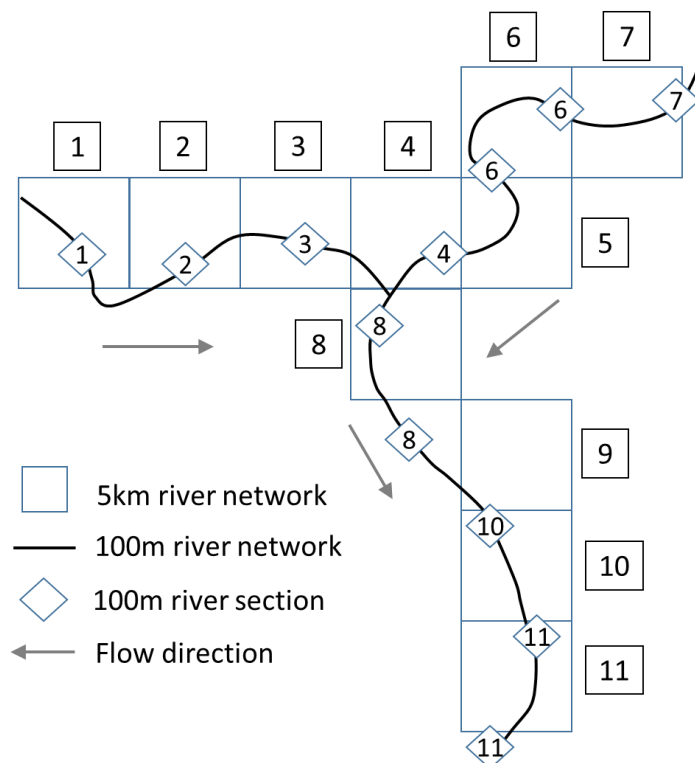 6 7
6 7
1 2 3 4
6
1 2 3 4 5
8 8
8 9
5km river network
10
100m river network
10
100m river section
11
Flow direction 11
11